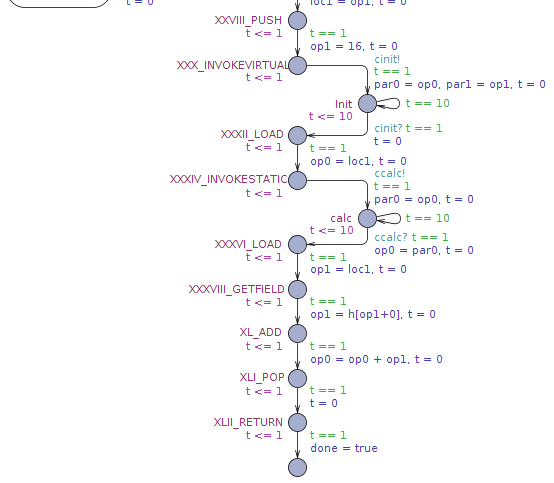 loc1 = op1, t = 0
t = 0
XXVIII_PUSH
t <= 1
t == 1
op1 = 16, t = 0
XXX_INVOKEVIRTUAL
t <= 1
cinit!
t == 1
par0 = op0, par1 = op1, t = 0
Init
t <= 10
t == 10
XXXII_LOAD
t <= 1
cinit? t == 1
t = 0
t == 1
op0 = loc1, t = 0
XXXIV_INVOKESTATIC
t <= 1
ccalc!
t == 1
par0 = op0, t = 0
calc
t <= 10
t == 10
XXXVI_LOAD
t <= 1
ccalc? t == 1
op0 = par0, t = 0
t == 1
op1 = loc1, t = 0
XXXVIII_GETFIELD
t <= 1
t == 1
op1 = h[op1+0], t = 0
XL_ADD
t <= 1
t == 1
op0 = op0 + op1, t = 0
XLI_POP
t <= 1
t == 1
t = 0
XLII_RETURN
t <= 1
t == 1
done = true